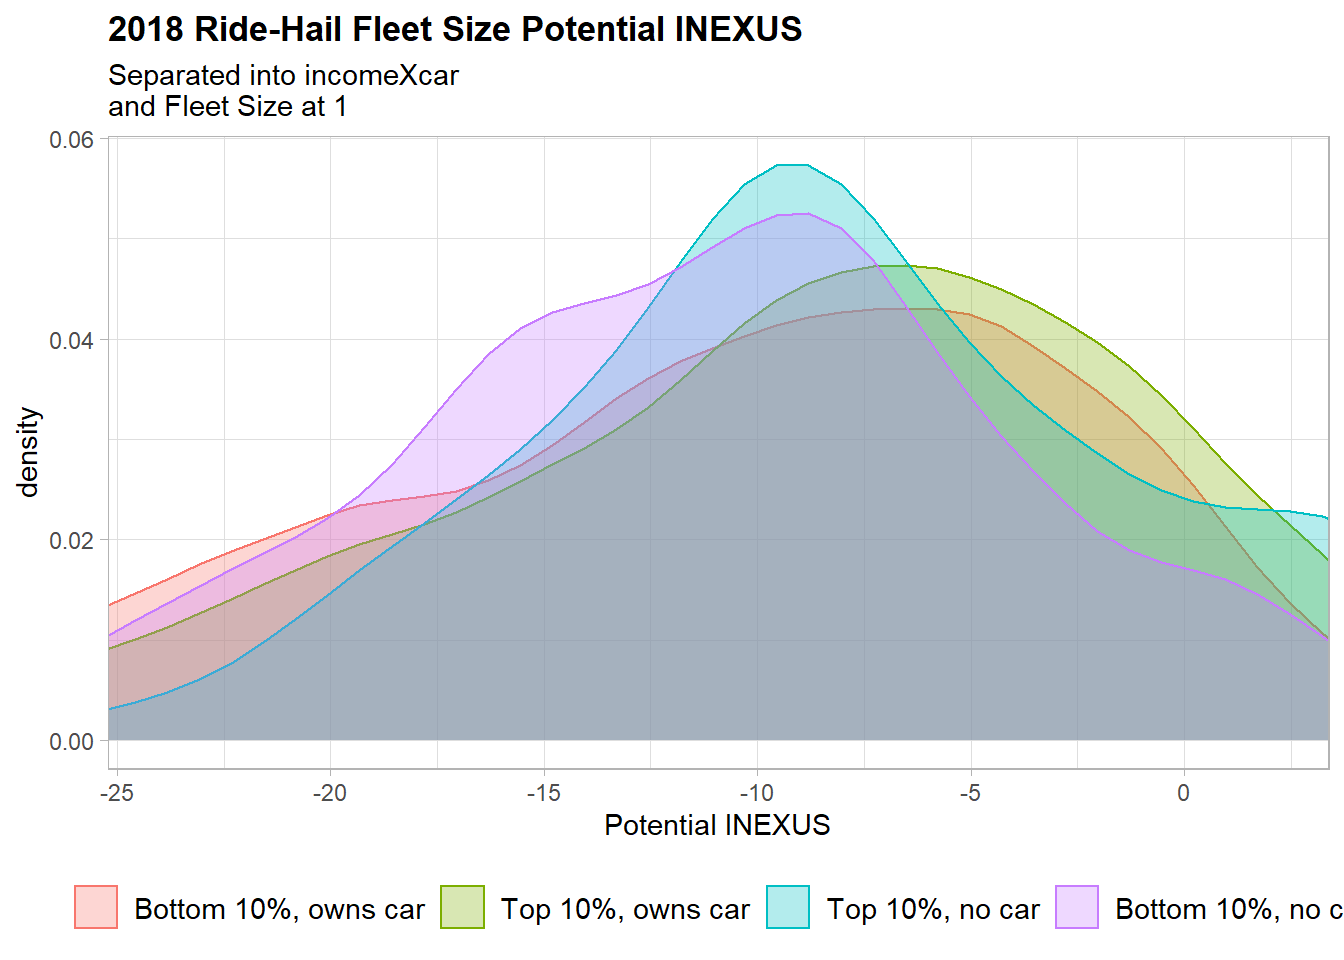 2018 Ride-Hail Fleet Size Potential INEXUS
Separated into incomeXcar
and Fleet Size at 1
0.06
0.04
0.02
0.00
density
-25 -20 -15 -10 -5 0
Potential INEXUS
Bottom 10%, owns car Top 10%, owns car Top 10%, no car Bottom 10%, no c